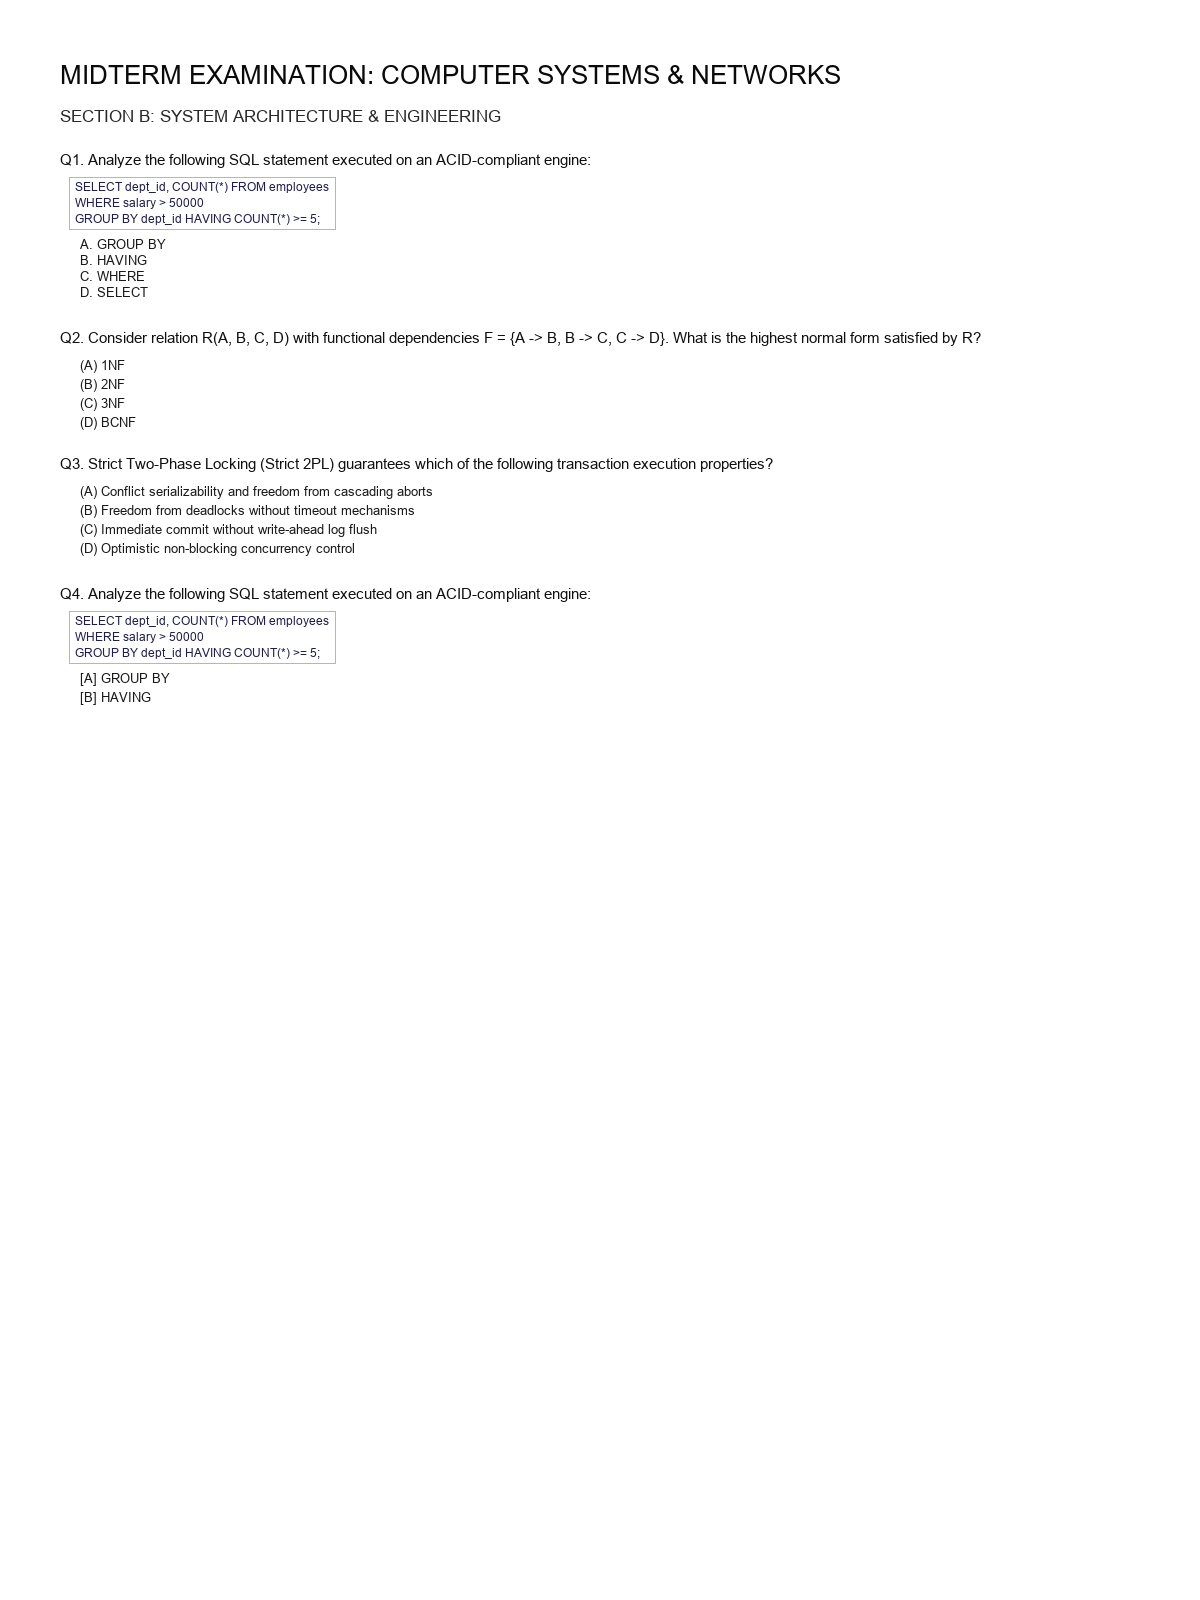 MIDTERM EXAMINATION: COMPUTER SYSTEMS & NETWORKS
SECTION B: SYSTEM ARCHITECTURE & ENGINEERING
Q1. Analyze the following SQL statement executed on an ACID-compliant engine:
SELECT dept_id, COUNT(*) FROM employees
WHERE salary > 50000
GROUP BY dept_id HAVING COUNT(*) >= 5;
A. GROUP BY
B. HAVING
C. WHERE
D. SELECT
Q2. Consider relation R(A, B, C, D) with functional dependencies F = {A -> B, B -> C, C -> D}. What is the highest normal form satisfied by R?
(A) 1NF
(B) 2NF
(C) 3NF
(D) BCNF
Q3. Strict Two-Phase Locking (Strict 2PL) guarantees which of the following transaction execution properties?
(A) Conflict serializability and freedom from cascading aborts
(B) Freedom from deadlocks without timeout mechanisms
(C) Immediate commit without write-ahead log flush
(D) Optimistic non-blocking concurrency control
Q4. Analyze the following SQL statement executed on an ACID-compliant engine:
SELECT dept_id, COUNT(*) FROM employees
WHERE salary > 50000
GROUP BY dept_id HAVING COUNT(*) >= 5;
[A] GROUP BY
[B] HAVING